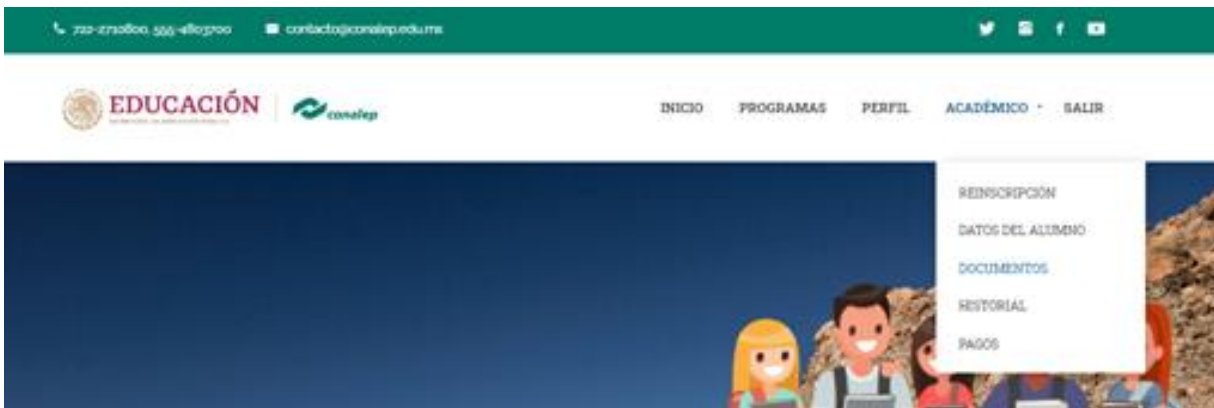 722-2710800, 555-4803700 contacto@conalep.edu.mx
EDUCACIÓN conalep INICIO PROGRAMAS PERFIL ACADÉMICO SALIR
REINSCRIPCIÓN
DATOS DEL ALUMNO
DOCUMENTOS
HISTORIAL
PAGOS